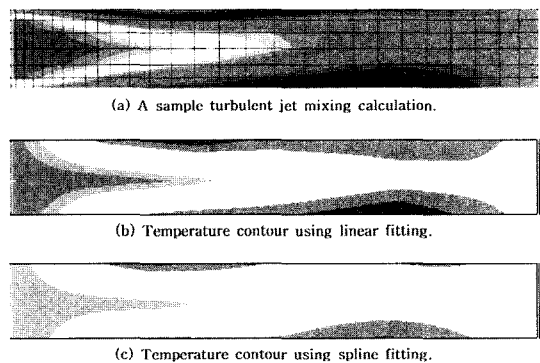 (a) A sample turbulent jet mixing calculation.
(b) Temperature contour using linear fitting.
(c) Temperature contour using spline fitting.